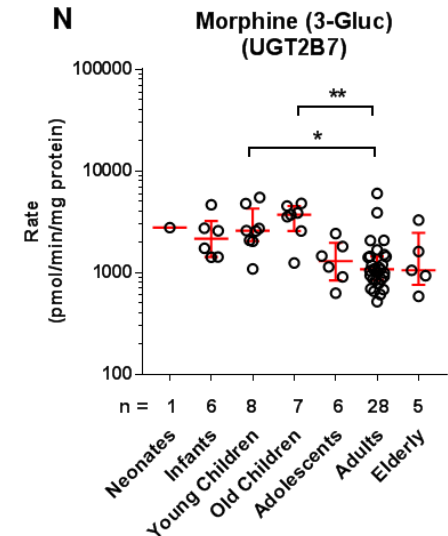 N
Morphine (3-Gluc)
(UGT2B7)
Rate
(pmol/min/mg protein)
100000
10000
1000
100
**
*
n = 1 6 8 7 6 28 5
Neonates
Infants
Young Children
Old Children
Adolescents
Adults
Elderly